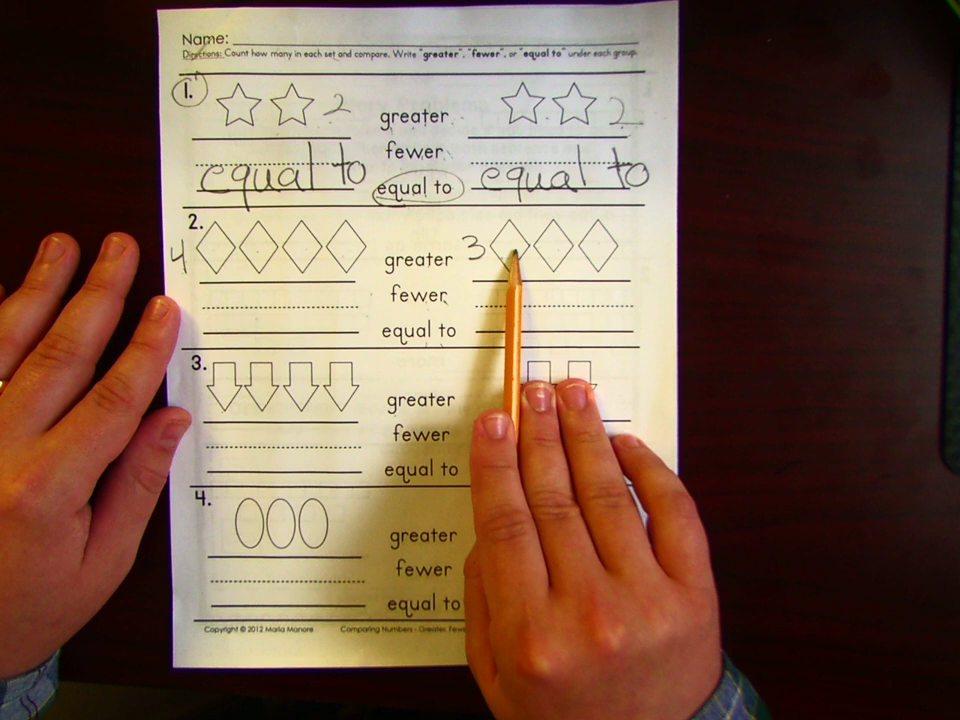 Name:
Directions: Count how many in each set and compare. Write "greater", "fewer", or "equal to" under each group.
1.
2 greater 2
fewer
equal to equal to equal to
2.
4 greater 3
fewer
equal to
3.
greater
fewer
equal to
4.
greater
fewer
equal to
Copyright © 2012 Maria Manore Comparing Numbers - Greater, Fewe